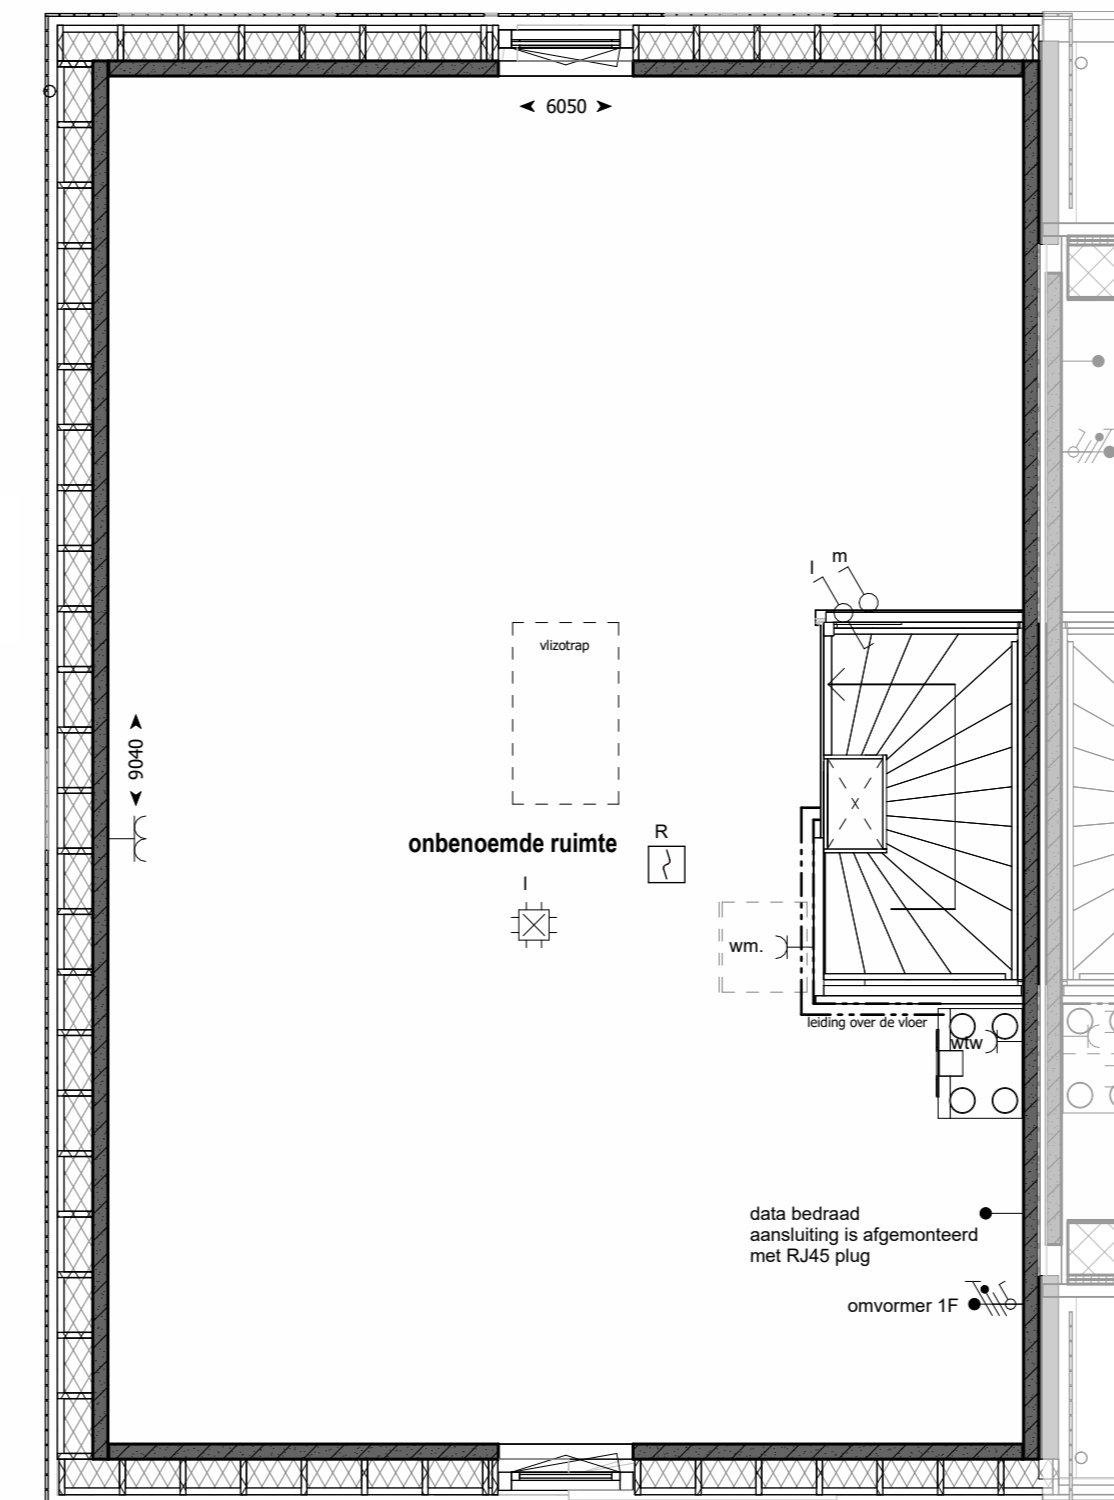 6050
m
l
vlizotrap
9040
x
onbenoemde ruimte
R
l
wm.
leiding over de vloer
wtw
data bedraad
aansluiting is afgemonteerd
met RJ45 plug
omvormer 1F